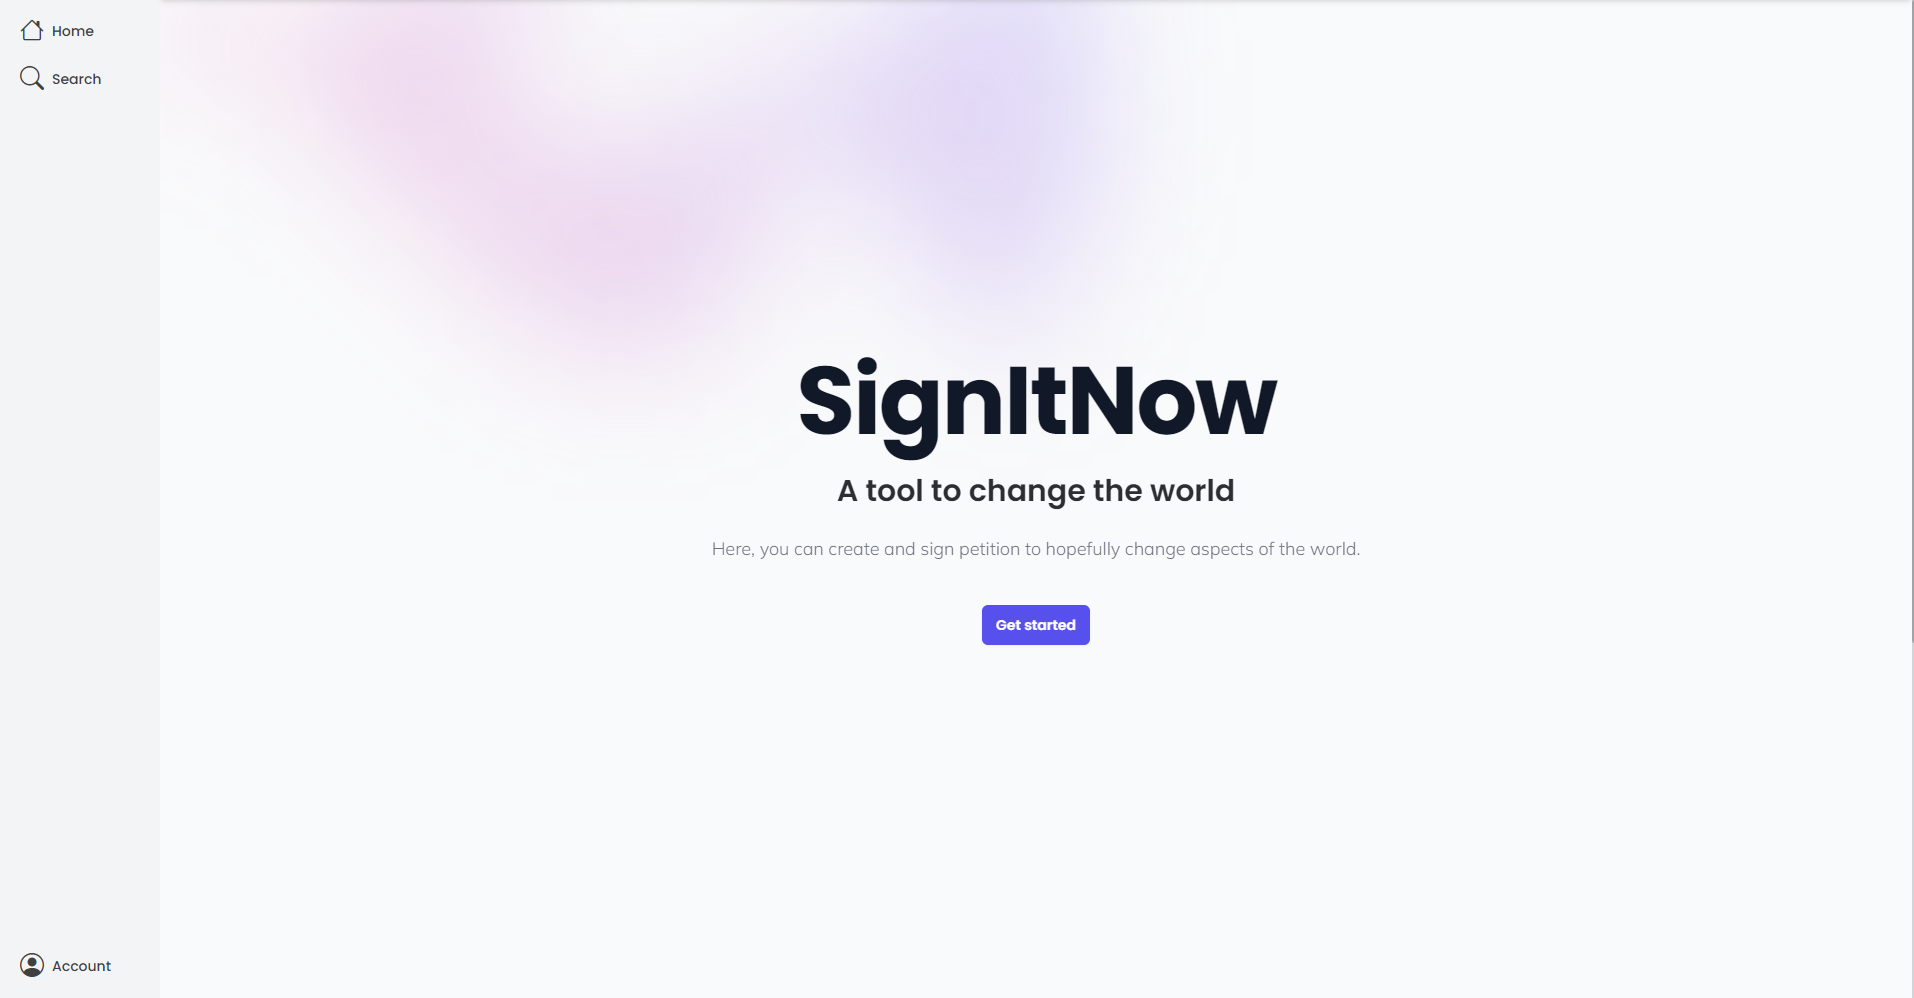 Home
Search
SignItNow
A tool to change the world
Here, you can create and sign petition to hopefully change aspects of the world.
Get started
Account